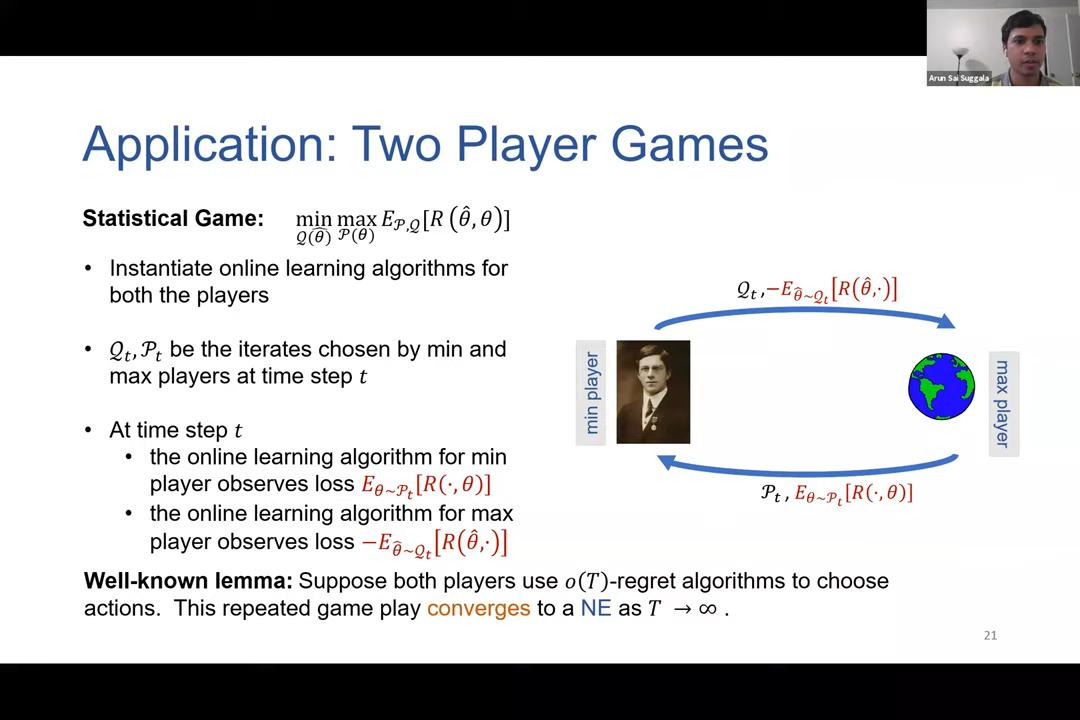 Arun Sai Suggala
Application: Two Player Games
Statistical Game: min_{𝒬(θ̂)} max_{𝒫(θ)} E_{𝒫,𝒬}[R(θ̂, θ)]
• Instantiate online learning algorithms for
both the players
• 𝒬_t, 𝒫_t be the iterates chosen by min and
max players at time step t
• At time step t
• the online learning algorithm for min
player observes loss E_{θ~𝒫_t}[R(·, θ)]
• the online learning algorithm for max
player observes loss −E_{θ̂~𝒬_t}[R(θ̂,·)]
𝒬_t ,−E_{θ̂~𝒬_t}[R(θ̂,·)]
min player
max player
𝒫_t , E_{θ~𝒫_t}[R(·, θ)]
Well-known lemma: Suppose both players use o(T)-regret algorithms to choose
actions. This repeated game play converges to a NE as T → ∞ .
21